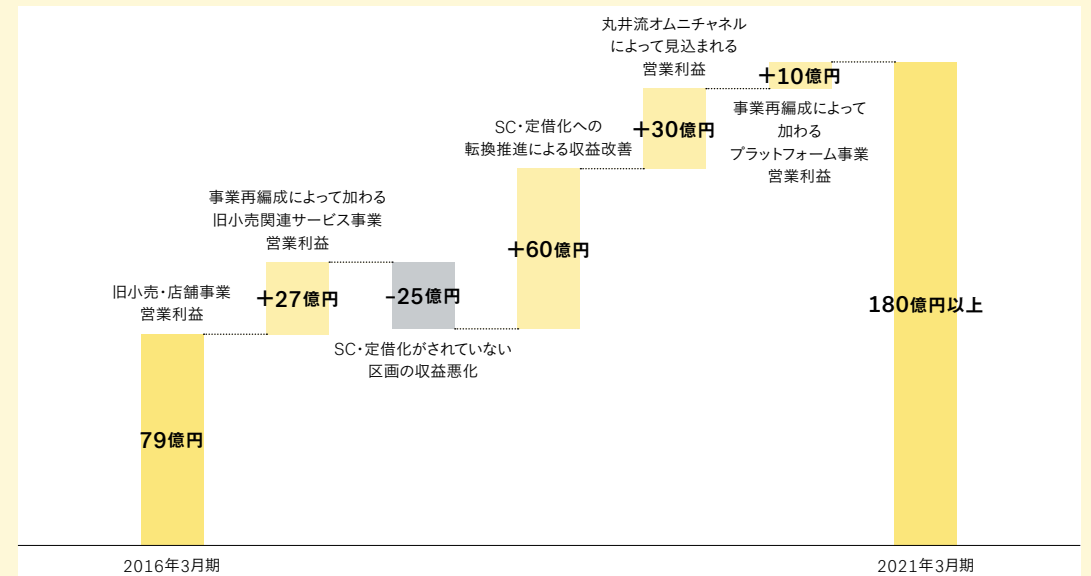 旧小売・店舗事業
営業利益
79億円
2016年3月期
事業再編成によって加わる
旧小売関連サービス事業
営業利益
+27億円
-25億円
SC・定借化がされていない
区画の収益悪化
SC・定借化への
転換推進による収益改善
+60億円
丸井流オムニチャネル
によって見込まれる
営業利益
+30億円
+10億円
事業再編成によって
加わる
プラットフォーム事業
営業利益
180億円以上
2021年3月期